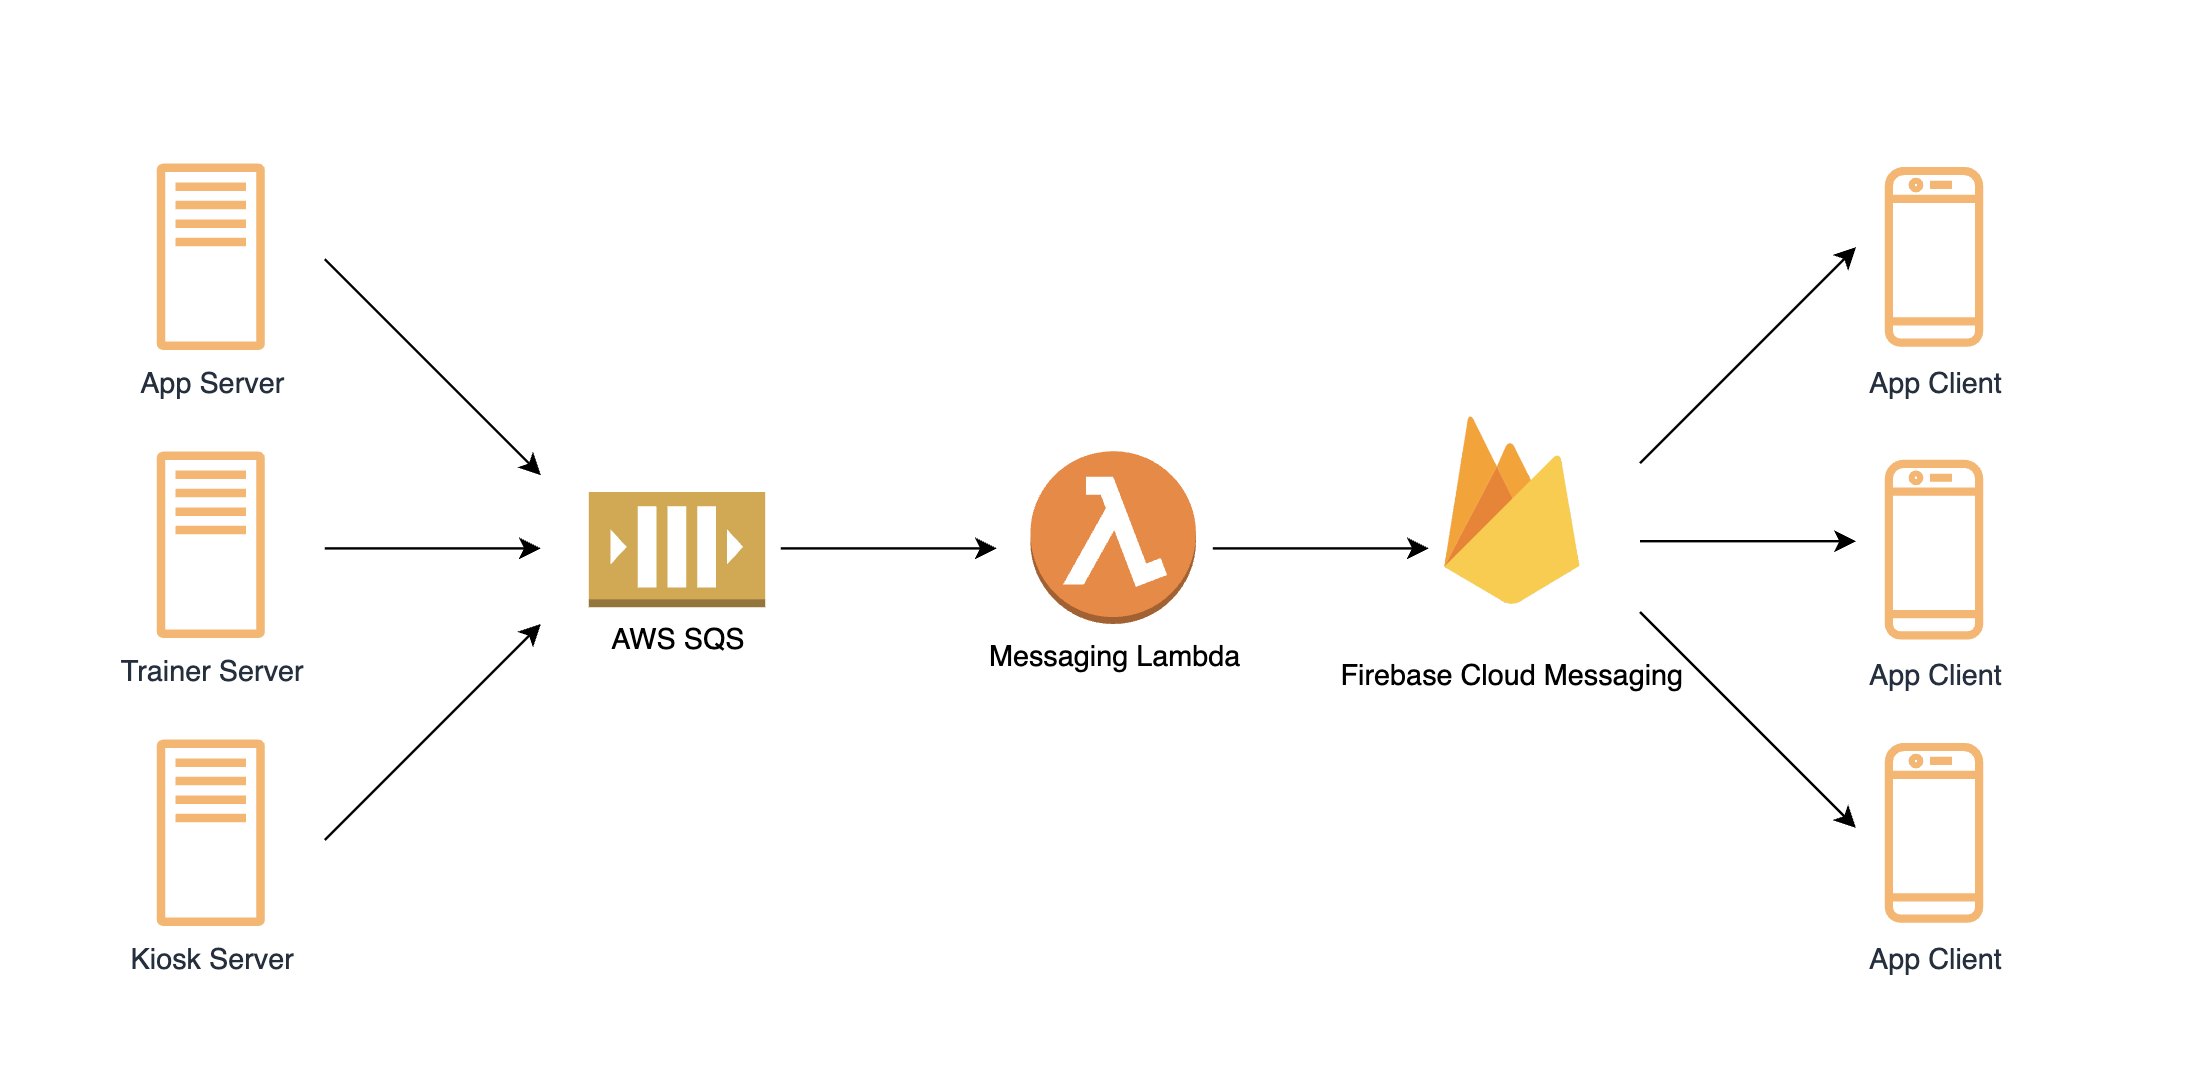 App Server
Trainer Server
Kiosk Server
AWS SQS
Messaging Lambda
Firebase Cloud Messaging
App Client
App Client
App Client